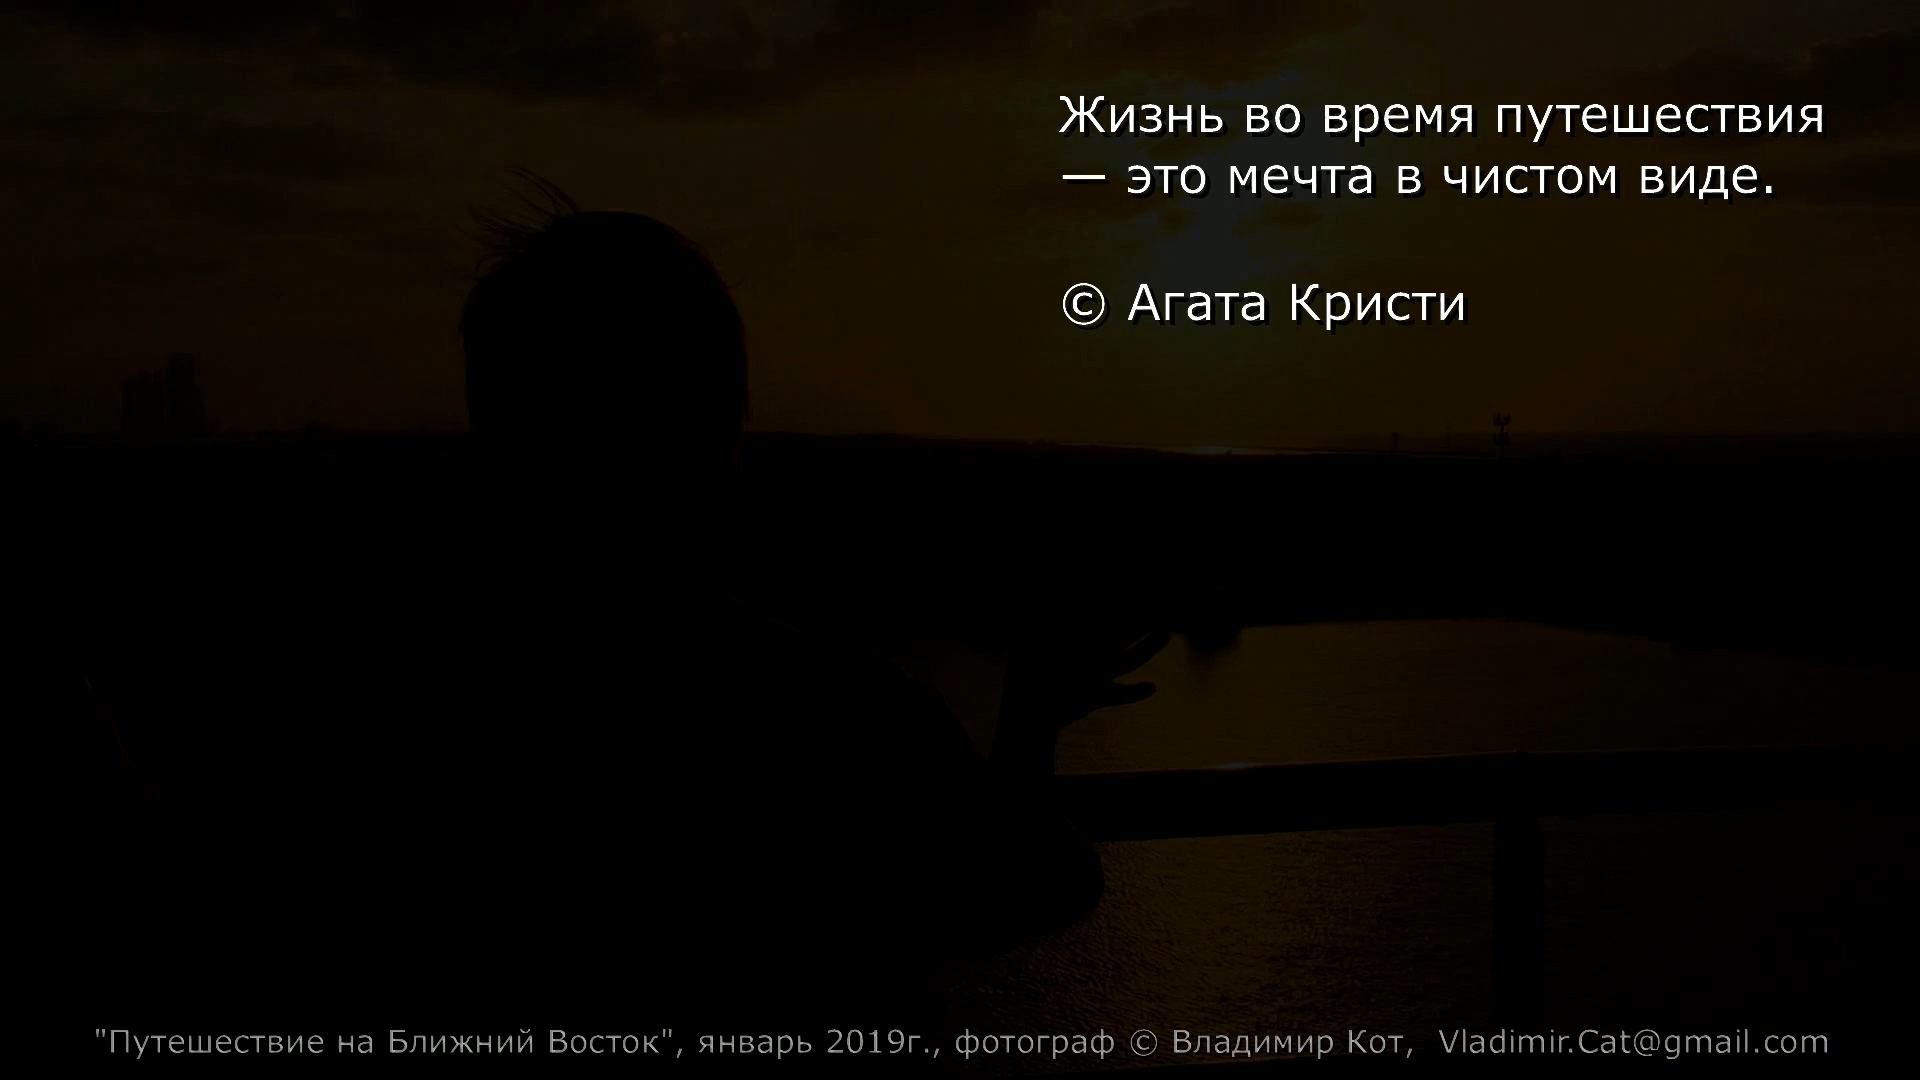 Жизнь во время путешествия
— это мечта в чистом виде.
© Агата Кристи
"Путешествие на Ближний Восток", январь 2019г., фотограф © Владимир Кот, Vladimir.Cat@gmail.com